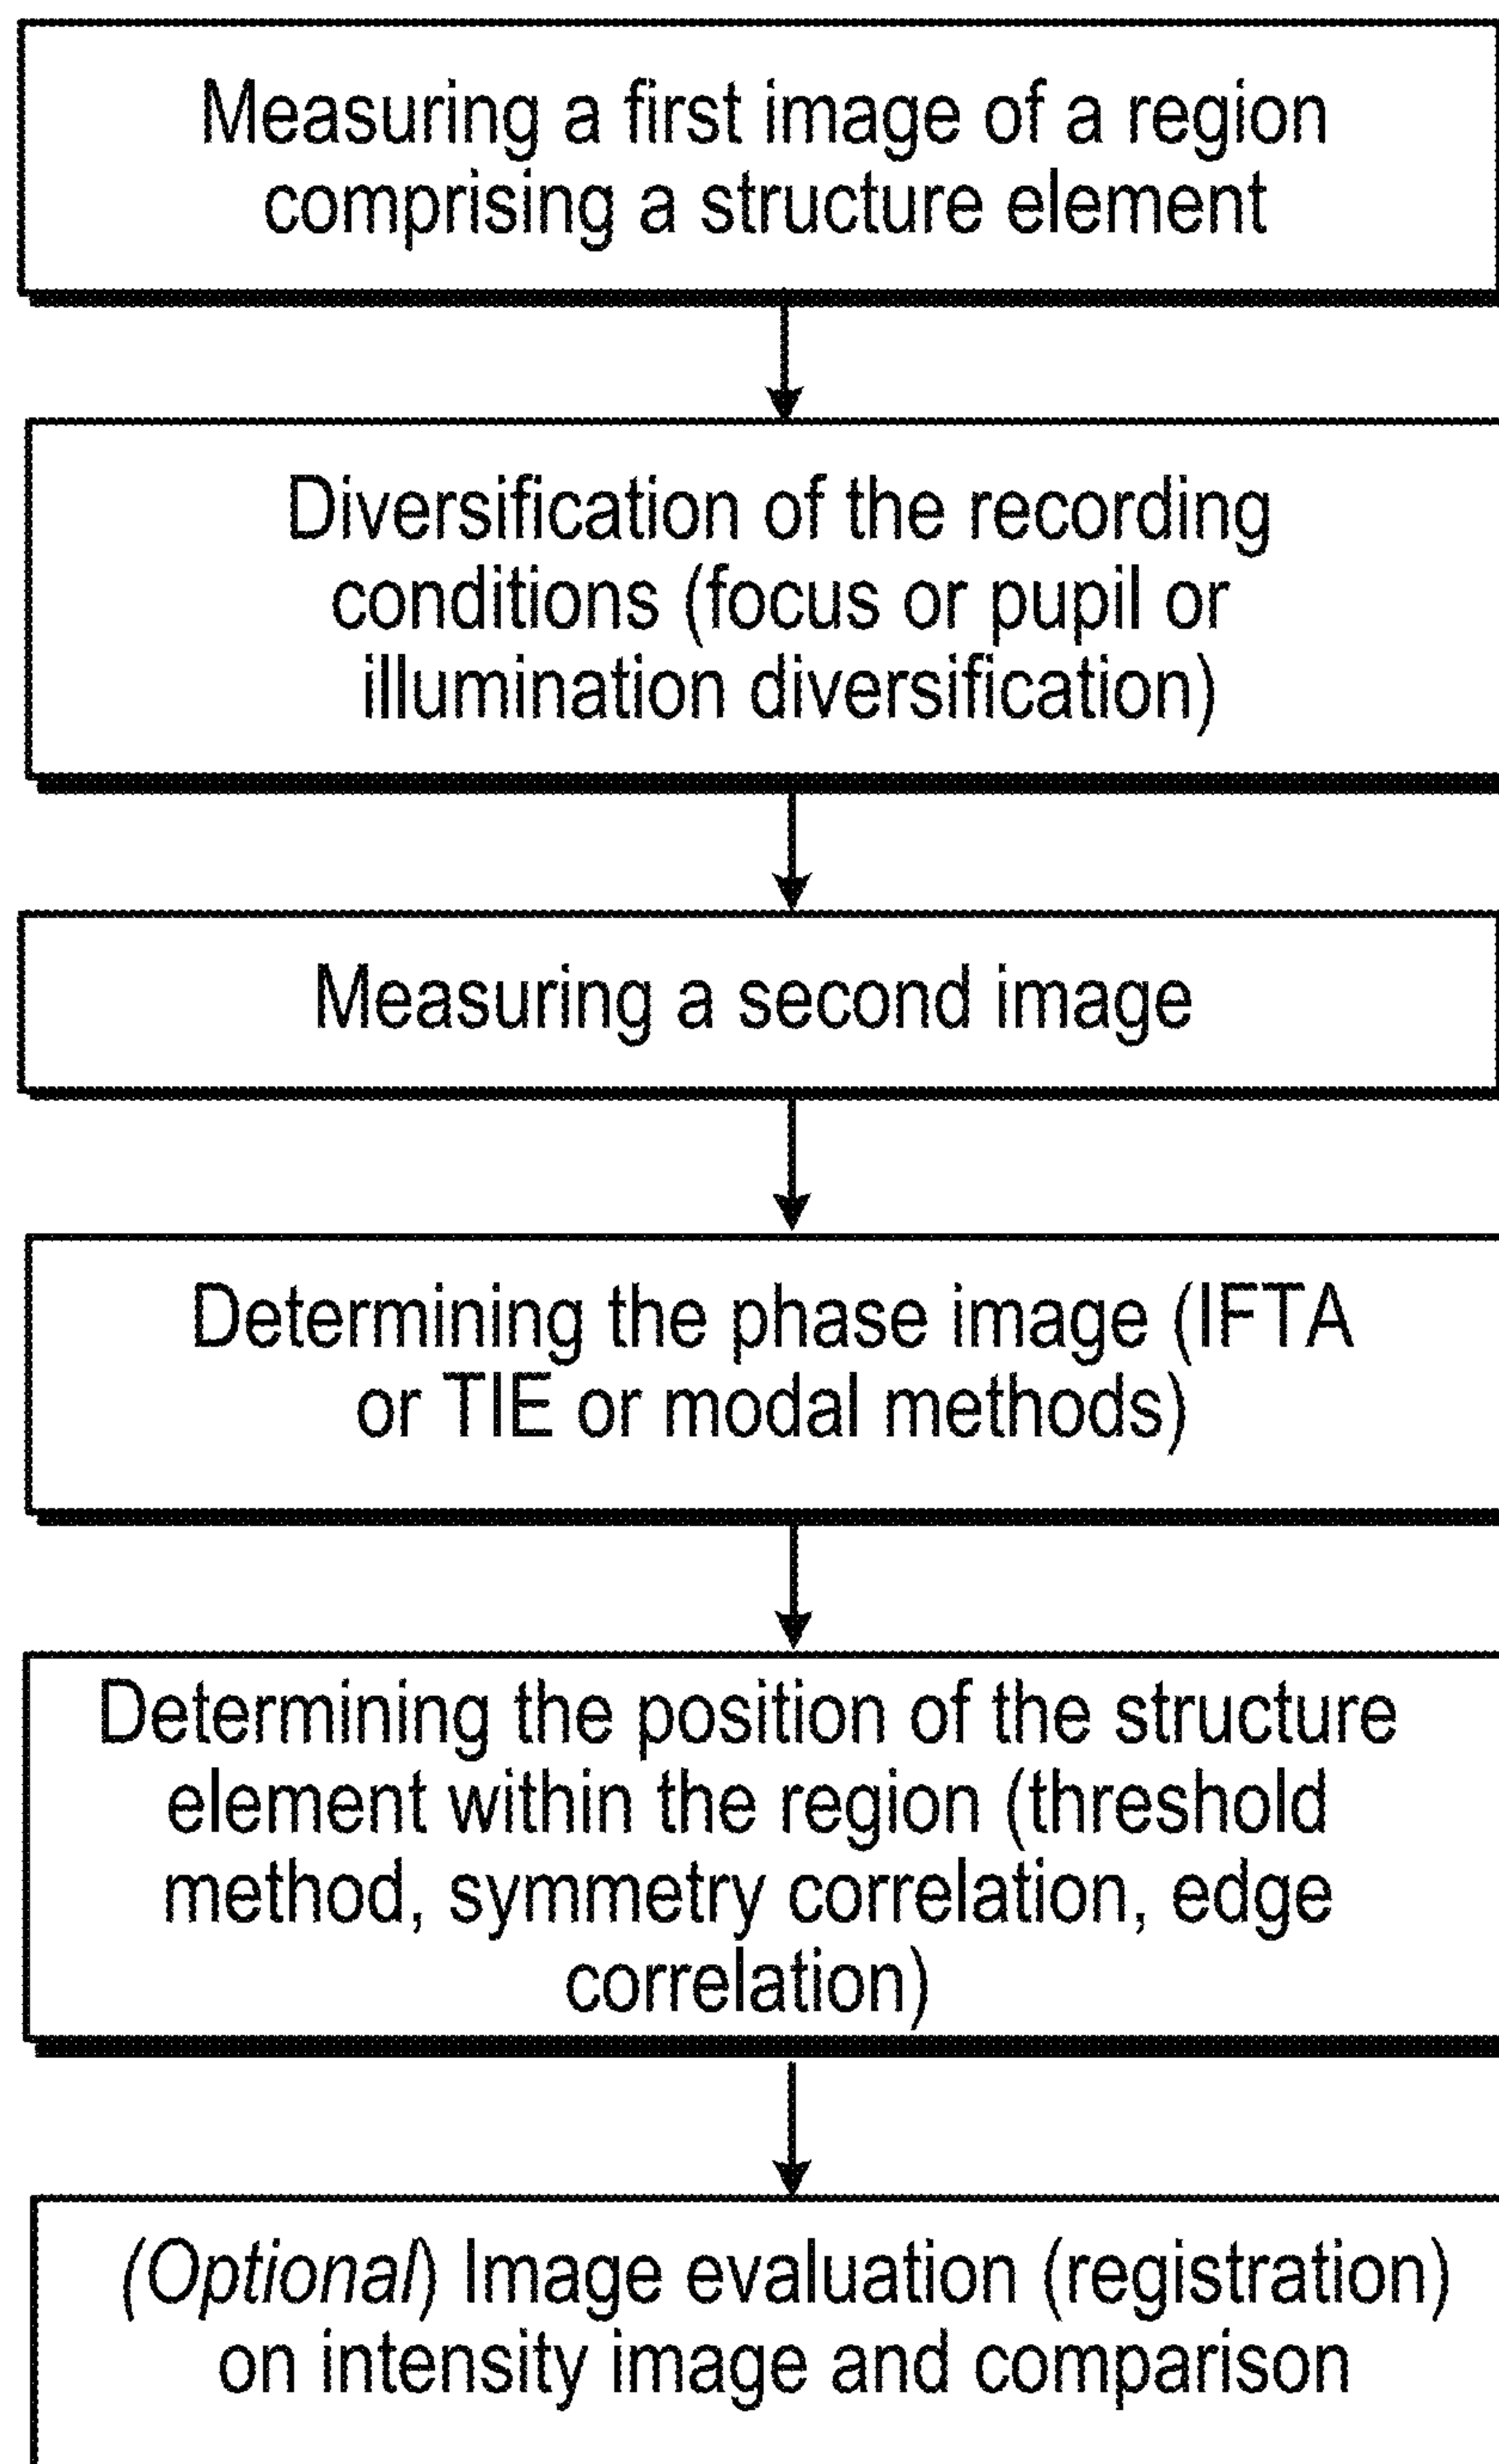 Measuring a first image of a region
comprising a structure element
Diversification of the recording
conditions (focus or pupil or
illumination diversification)
Measuring a second image
Determining the phase image (IFTA
or TIE or modal methods)
Determining the position of the structure
element within the region (threshold
method, symmetry correlation, edge
correlation)
(Optional) Image evaluation (registration)
on intensity image and comparison